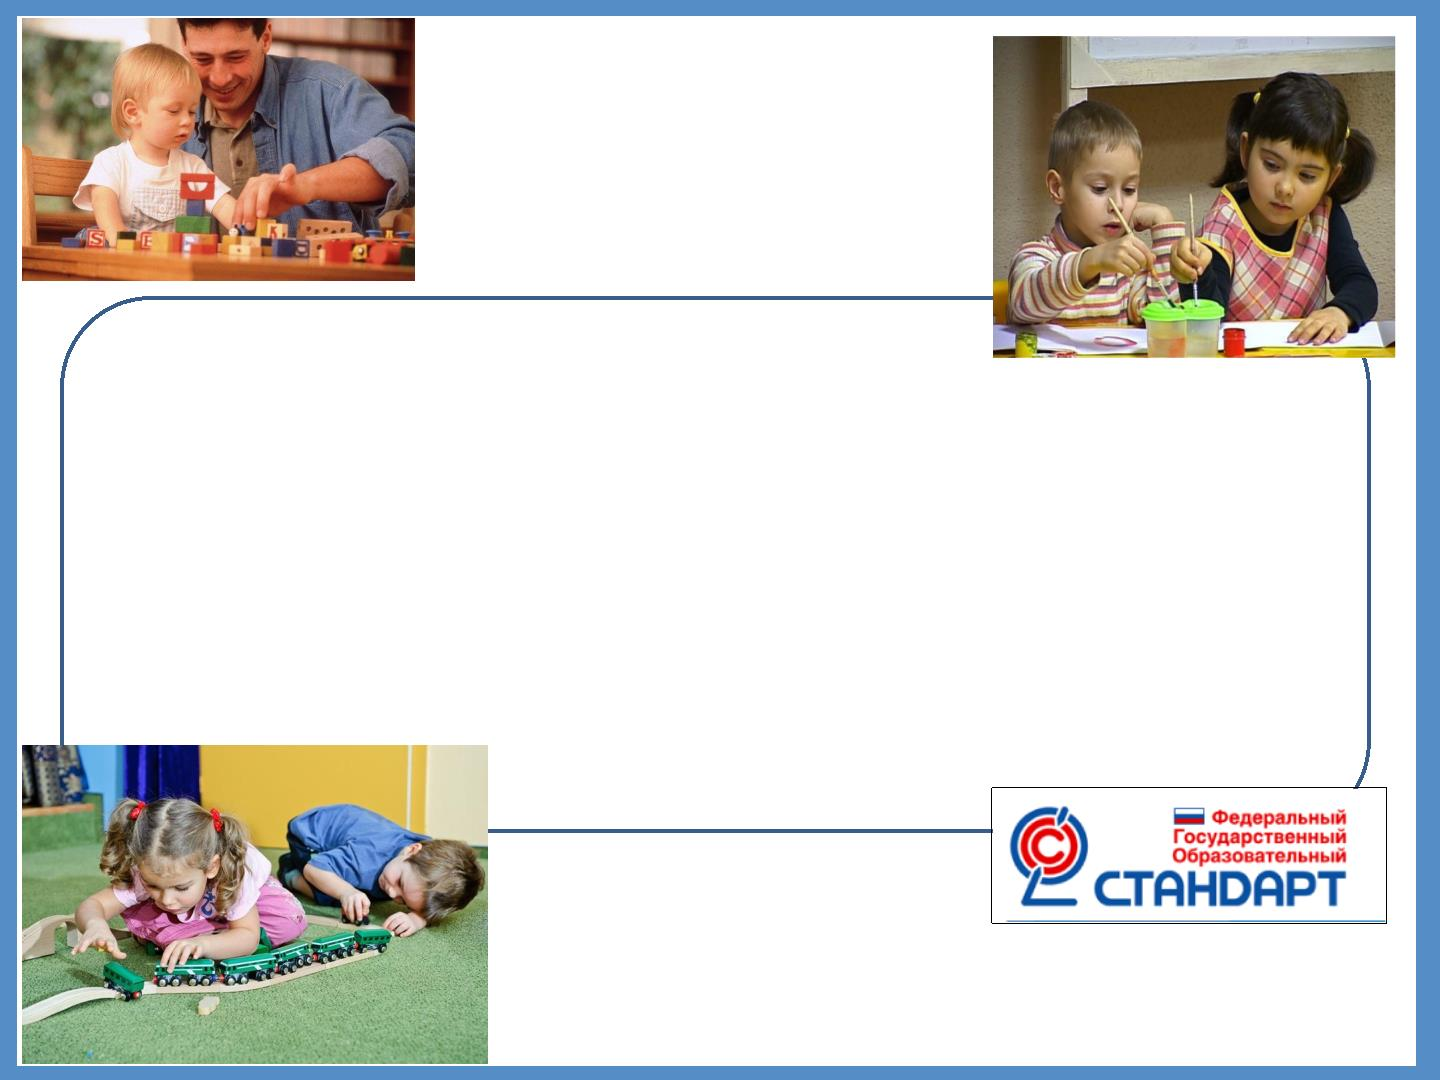 Федеральный
Государственный
Образовательный
СТАНДАРТ